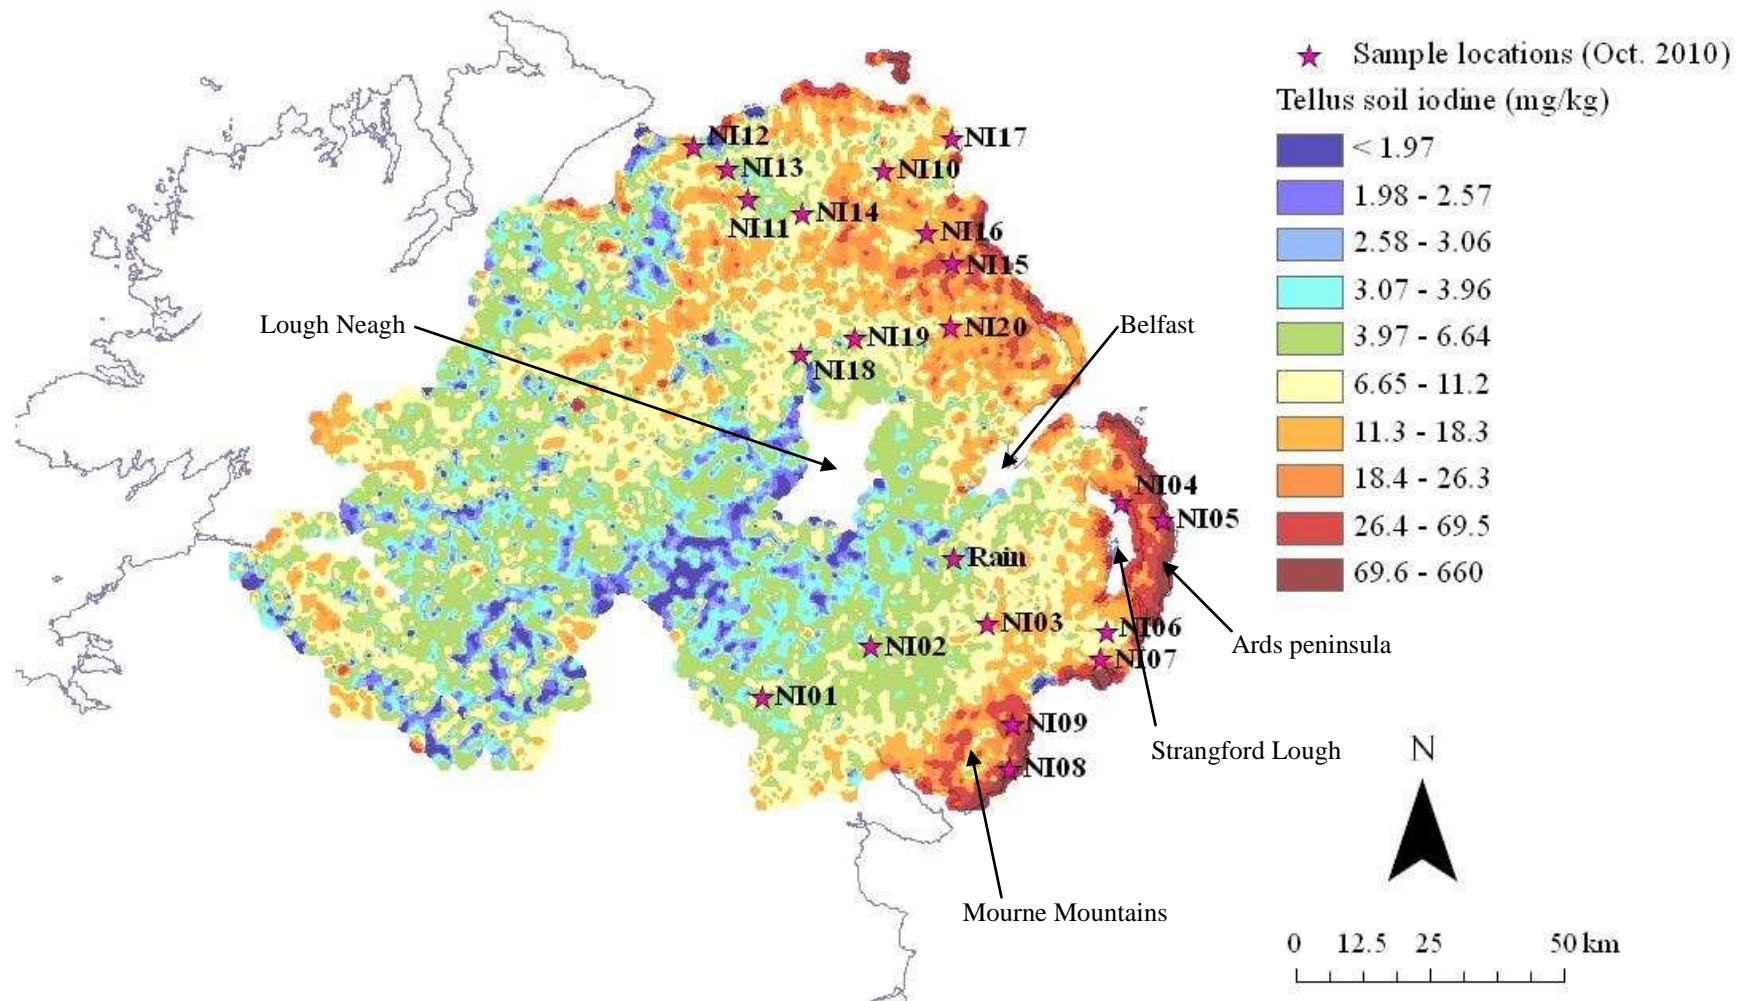 Sample locations (Oct. 2010)
Tellus soil iodine (mg/kg)
< 1.97
1.98 - 2.57
2.58 - 3.06
3.07 - 3.96
3.97 - 6.64
6.65 - 11.2
11.3 - 18.3
18.4 - 26.3
26.4 - 69.5
69.6 - 660
NI12
NI17
NI13
NI10
NI11
NI14
NI16
NI15
Lough Neagh
Belfast
NI20
NI19
NI18
NI04
NI05
Rain
NI03
NI06
Ards peninsula
NI02
NI07
NI01
NI09
Strangford Lough
NI08
Mourne Mountains
N
0 12.5 25 50 km